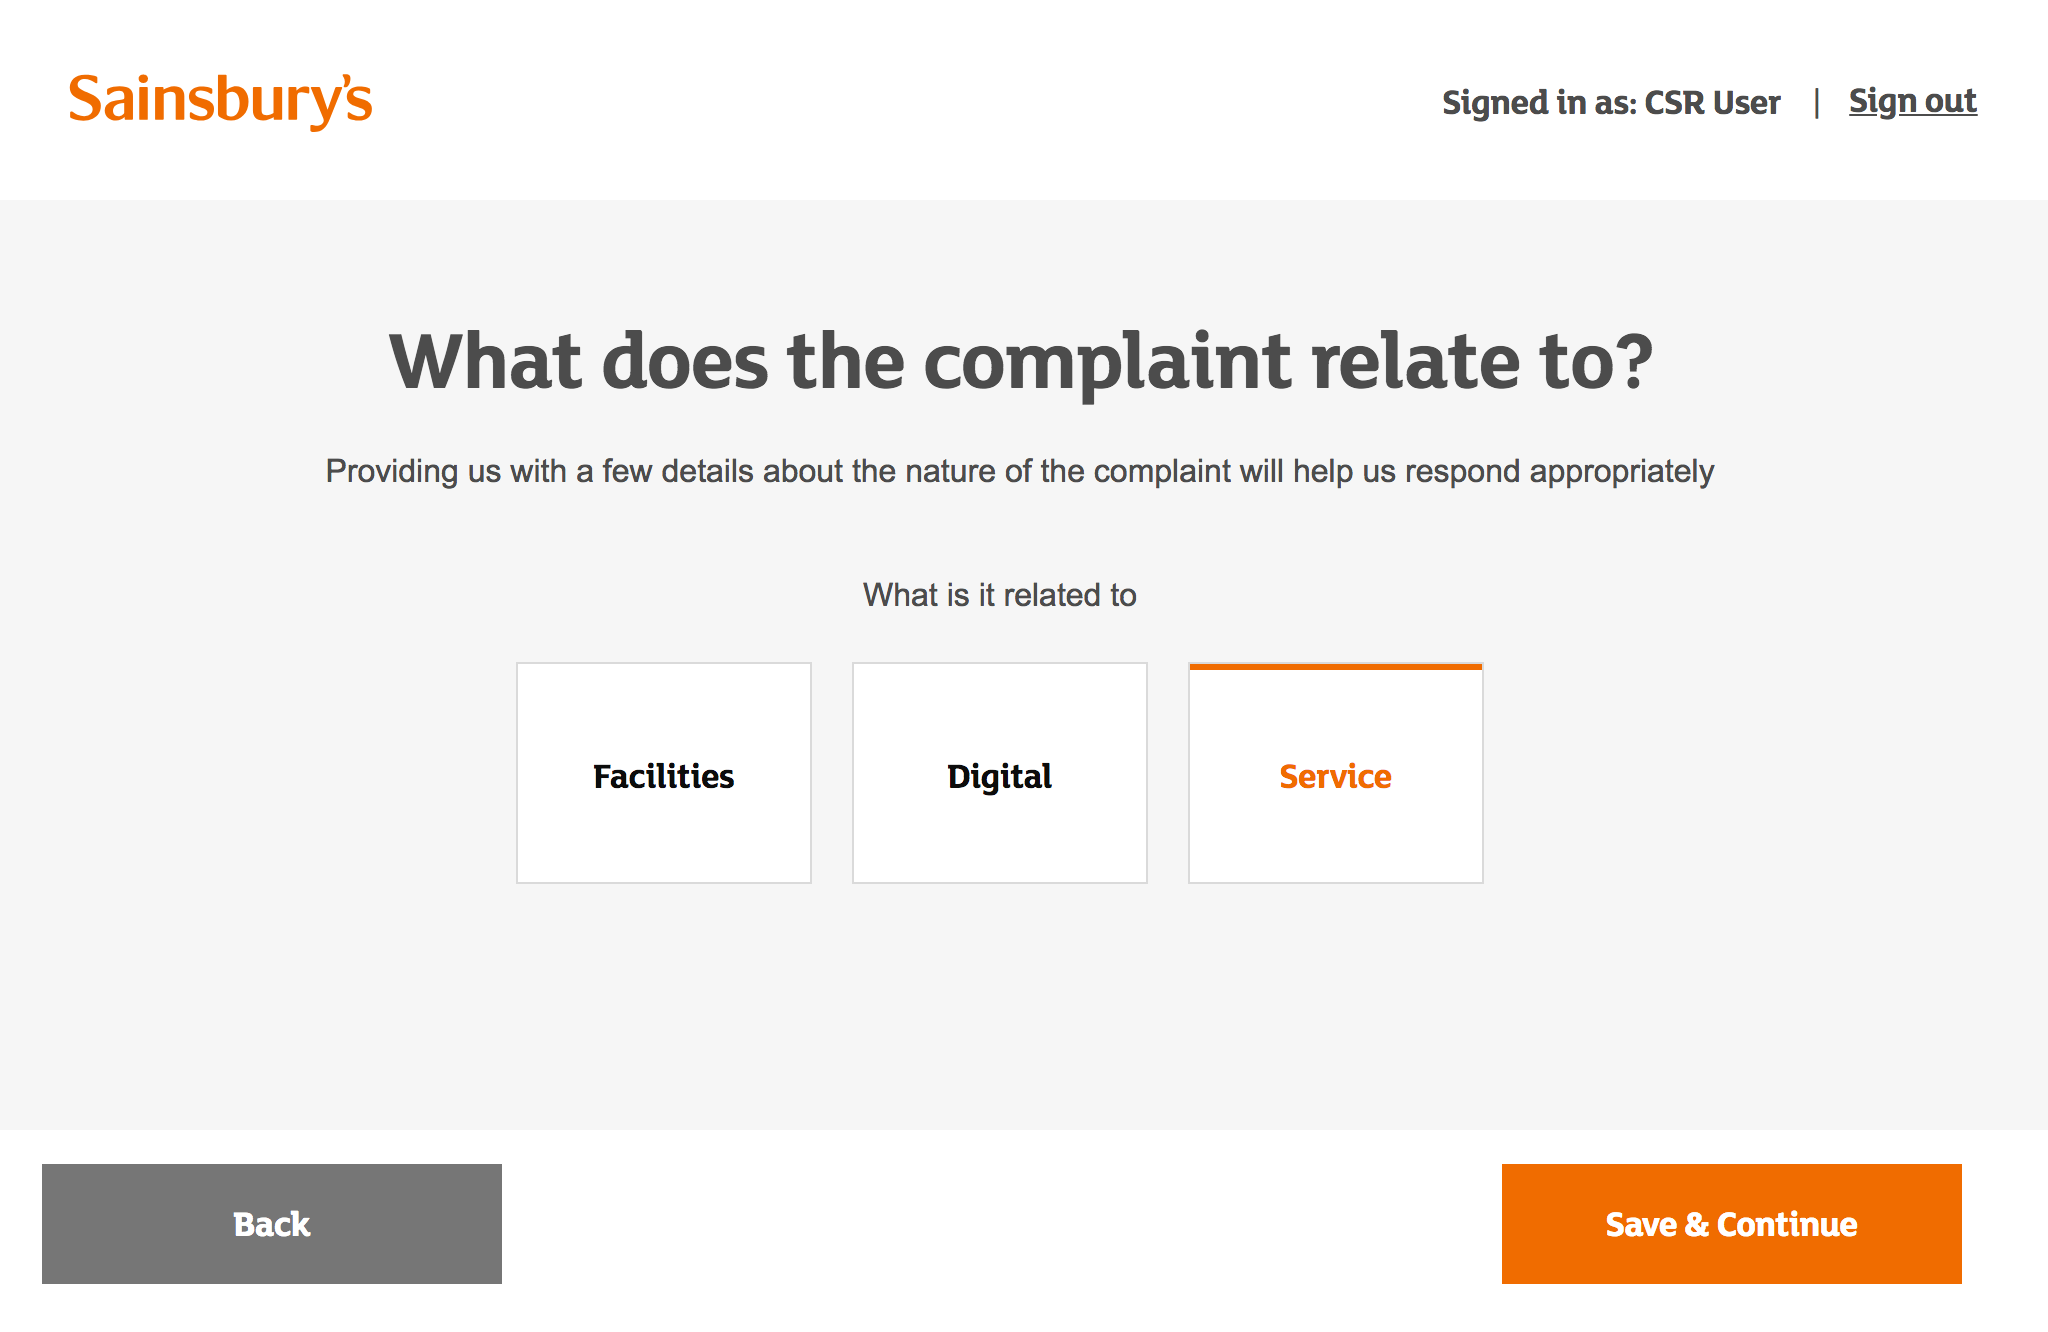 Sainsbury's
Signed in as: CSR User | Sign out
What does the complaint relate to?
Providing us with a few details about the nature of the complaint will help us respond appropriately
What is it related to
Facilities
Digital
Service
Back
Save & Continue